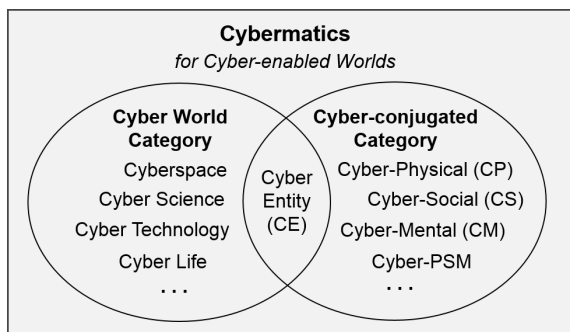 Cybermatics
for Cyber-enabled Worlds
Cyber World
Category
Cyberspace
Cyber Science
Cyber Technology
Cyber Life
. . .
Cyber
Entity
(CE)
Cyber-conjugated
Category
Cyber-Physical (CP)
Cyber-Social (CS)
Cyber-Mental (CM)
Cyber-PSM
. . .